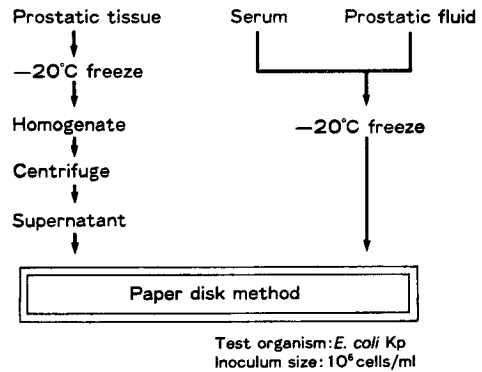 Prostatic tissue
—20°C freeze
Homogenate
Centrifuge
Supernatant
Serum
Prostatic fluid
—20°C freeze
Paper disk method
Test organism: E. coli Kp
Inoculum size: 10⁶ cells/ml